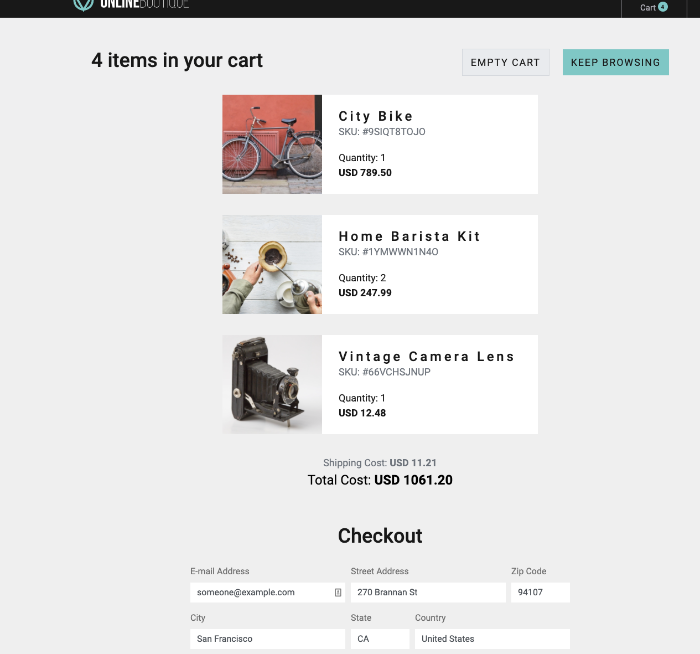 ONLINEBOUTIQUE
Cart 4
4 items in your cart
EMPTY CART
KEEP BROWSING
City Bike
SKU: #9SIQT8TOJO
Quantity: 1
USD 789.50
Home Barista Kit
SKU: #1YMWWN1N4O
Quantity: 2
USD 247.99
Vintage Camera Lens
SKU: #66VCHSJNUP
Quantity: 1
USD 12.48
Shipping Cost: USD 11.21
Total Cost: USD 1061.20
Checkout
E-mail Address
Street Address
Zip Code
someone@example.com
270 Brannan St
94107
City
State
Country
San Francisco
CA
United States